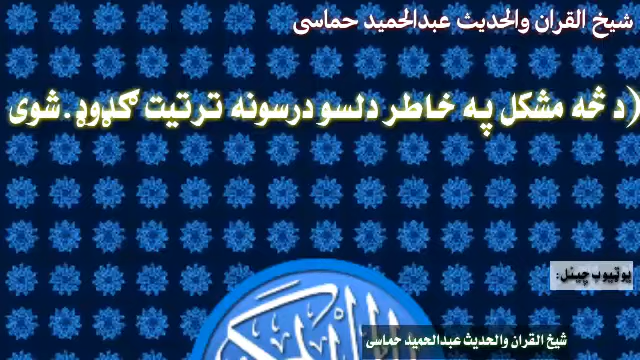 شیخ القران والحدیث عبدالحمید حماسی
(د څه مشکل په خاطر دلسو درسونه ترتیت ګډوډ.شوی
یوټیوب چینل:
شیخ القران والحدیث عبدالحمید حماسی